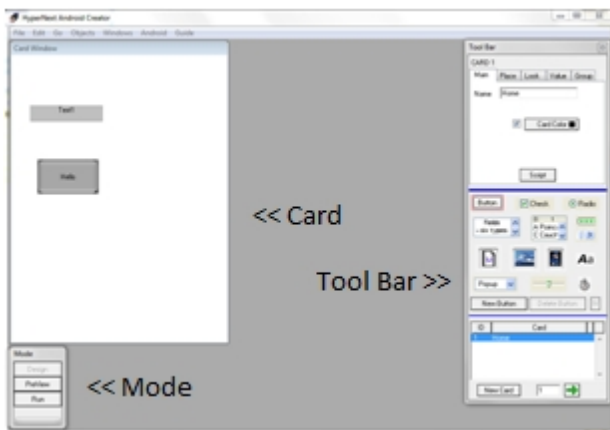 HyperNext Android Creator
File Edit Go Objects Windows Android Guide
Card Window
Text1
Hello
<< Card
Tool Bar >>
<< Mode
Mode
Design
Preview
Run
Tool Bar
CARD 1
Main Place Look Value Group
Name Home
Card Color
Script
Button Check Radio
Popup
New Button Delete Button
ID Card
1 Home
New Card 1